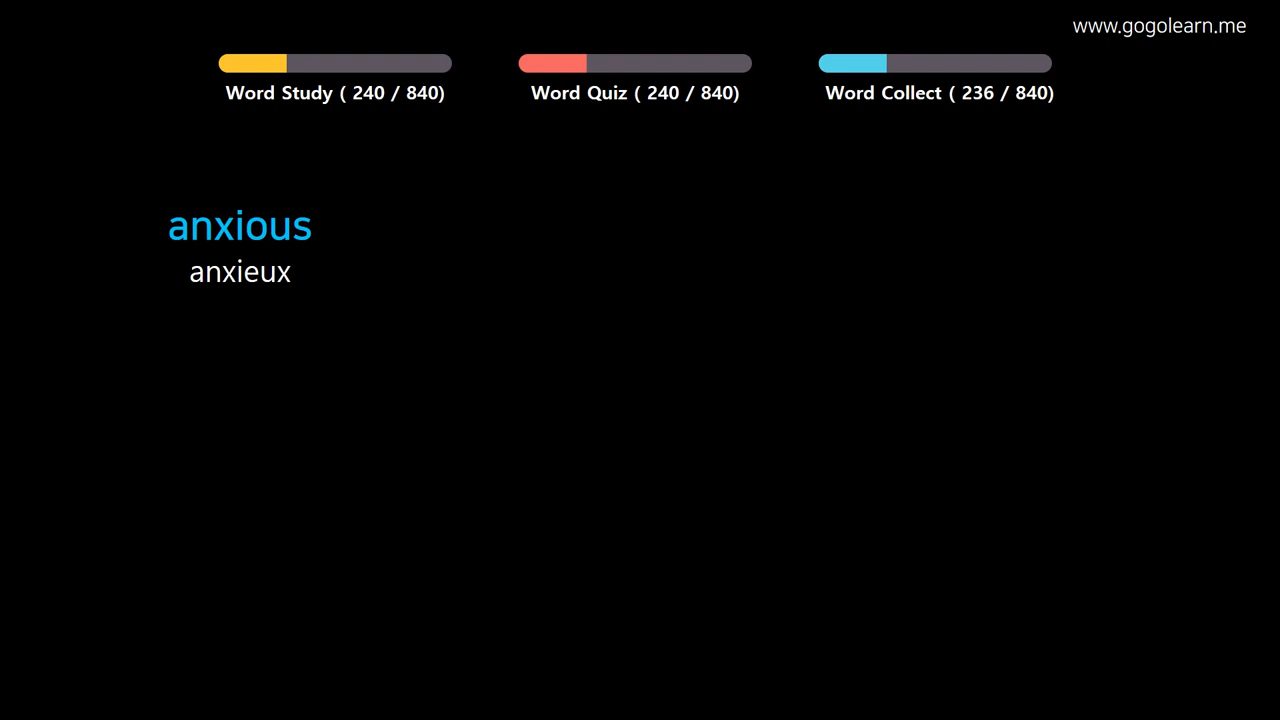 www.gogolearn.me
Word Study ( 240 / 840)
Word Quiz ( 240 / 840)
Word Collect ( 236 / 840)
anxious
anxieux